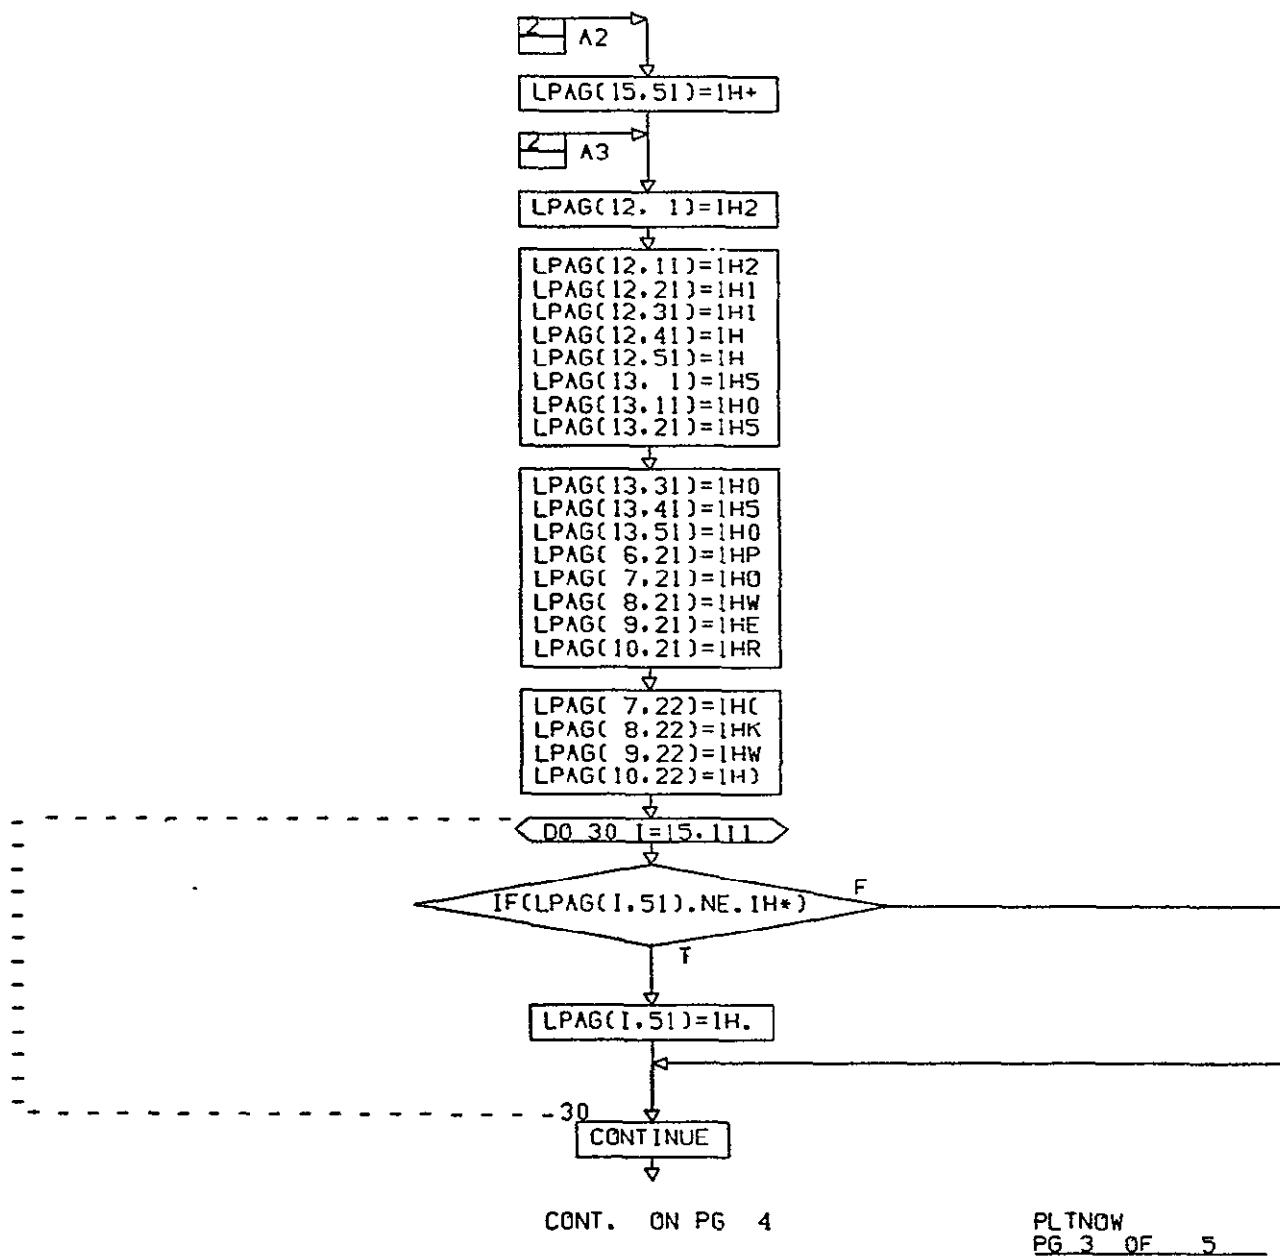 2
A2
LPAG(15,51)=1H+
2
A3
LPAG(12, 1)=1H2
LPAG(12,11)=1H2
LPAG(12,21)=1H1
LPAG(12,31)=1H1
LPAG(12,41)=1H
LPAG(12,51)=1H
LPAG(13, 1)=1H5
LPAG(13,11)=1H0
LPAG(13,21)=1H5
LPAG(13,31)=1H0
LPAG(13,41)=1H5
LPAG(13,51)=1H0
LPAG( 6,21)=1HP
LPAG( 7,21)=1HO
LPAG( 8,21)=1HW
LPAG( 9,21)=1HE
LPAG(10,21)=1HR
LPAG( 7,22)=1H(
LPAG( 8,22)=1HK
LPAG( 9,22)=1HW
LPAG(10,22)=1H)
DO 30 I=15,111
IF(LPAG(I,51).NE.1H*)
F
T
LPAG(I,51)=1H.
30
CONTINUE
CONT. ON PG 4
PLTNOW
PG 3 OF 5